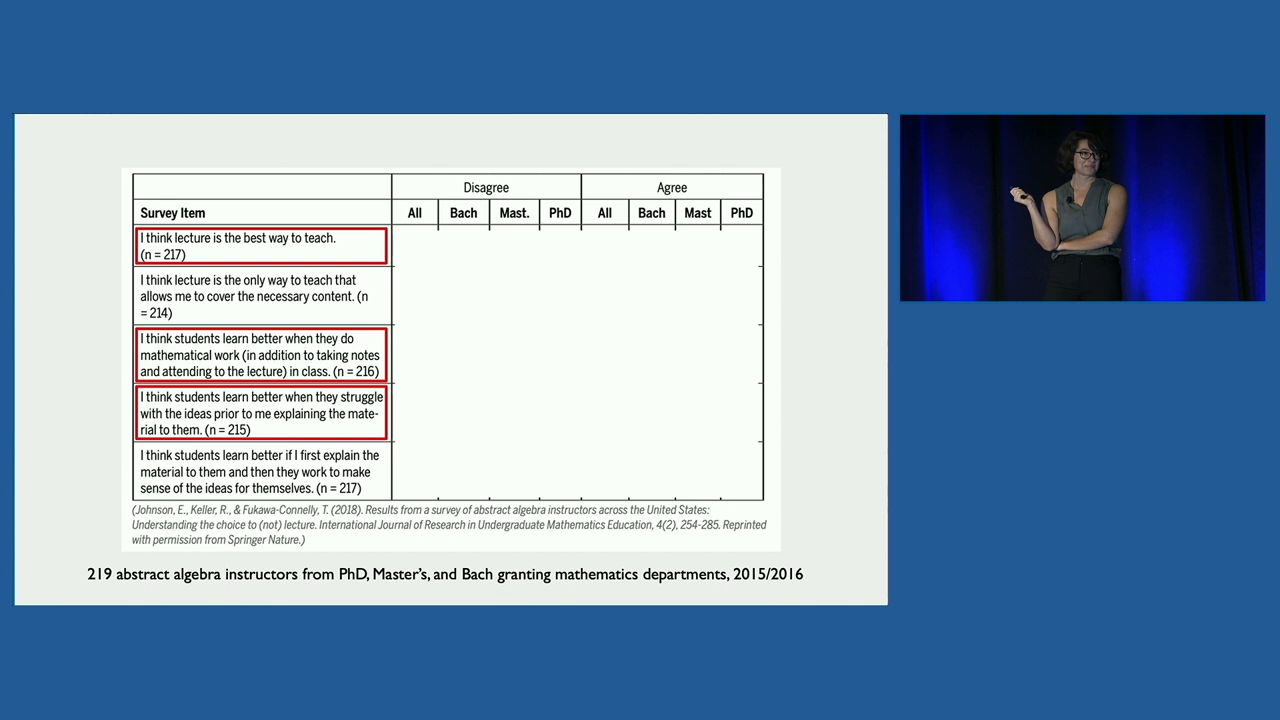 Disagree Agree
Survey Item All Bach Mast. PhD All Bach Mast PhD
I think lecture is the best way to teach.
(n = 217)
I think lecture is the only way to teach that
allows me to cover the necessary content. (n
= 214)
I think students learn better when they do
mathematical work (in addition to taking notes
and attending to the lecture) in class. (n = 216)
I think students learn better when they struggle
with the ideas prior to me explaining the mate-
rial to them. (n = 215)
I think students learn better if I first explain the
material to them and then they work to make
sense of the ideas for themselves. (n = 217)
(Johnson, E., Keller, R., & Fukawa-Connelly, T. (2018). Results from a survey of abstract algebra instructors across the United States:
Understanding the choice to (not) lecture. International Journal of Research in Undergraduate Mathematics Education, 4(2), 254-285. Reprinted
with permission from Springer Nature.)
219 abstract algebra instructors from PhD, Master's, and Bach granting mathematics departments, 2015/2016